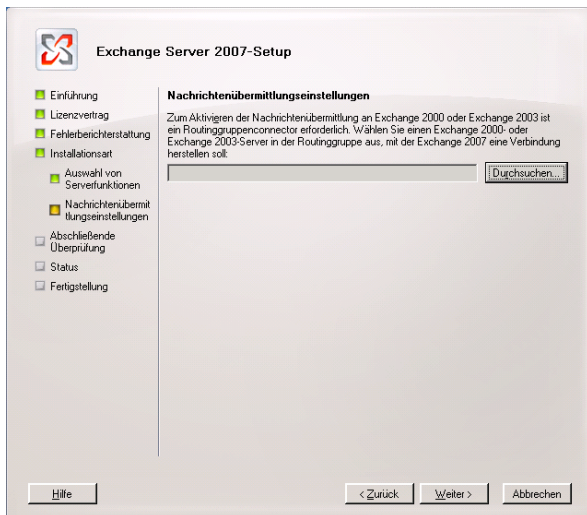 Exchange Server 2007-Setup
Einführung
Lizenzvertrag
Fehlerberichterstattung
Installationsart
Auswahl von
Serverfunktionen
Nachrichtenübermit
tlungseinstellungen
Abschließende
Überprüfung
Status
Fertigstellung
Nachrichtenübermittlungseinstellungen
Zum Aktivieren der Nachrichtenübermittlung an Exchange 2000 oder Exchange 2003 ist
ein Routinggruppenconnector erforderlich. Wählen Sie einen Exchange 2000- oder
Exchange 2003-Server in der Routinggruppe aus, mit der Exchange 2007 eine Verbindung
herstellen soll:
Durchsuchen...
Hilfe
< Zurück
Weiter >
Abbrechen